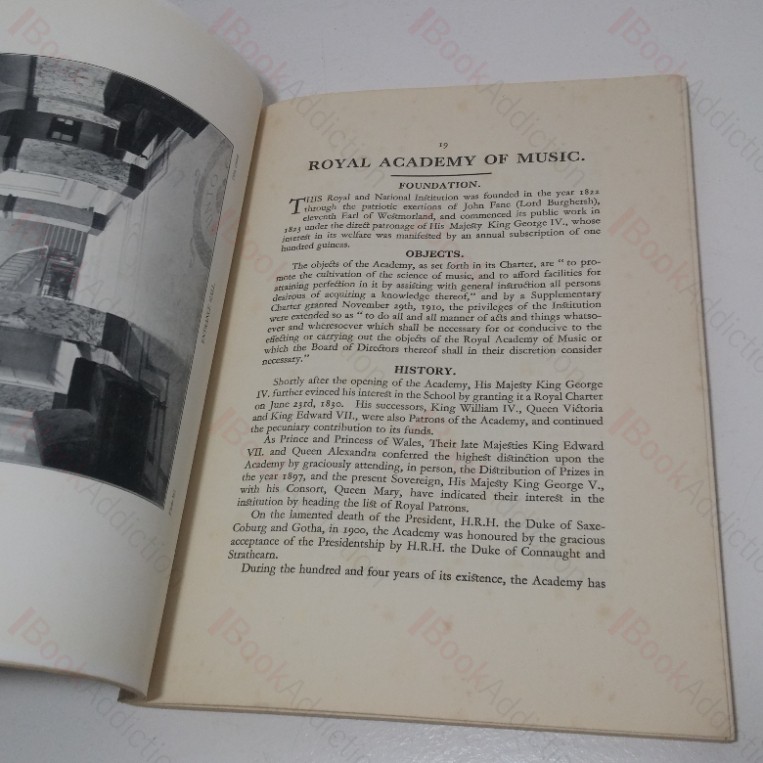 19
ROYAL ACADEMY OF MUSIC.
FOUNDATION.
THIS Royal and National Institution was founded in the year 1822
through the patriotic exertions of John Fane (Lord Burghersh),
eleventh Earl of Westmorland, and commenced its public work in
1823 under the direct patronage of His Majesty King George IV., whose
interest in its welfare was manifested by an annual subscription of one
hundred guineas.
OBJECTS.
The objects of the Academy, as set forth in its Charter, are " to pro-
mote the cultivation of the science of music, and to afford facilities for
attaining perfection in it by assisting with general instruction all persons
desirous of acquiring a knowledge thereof," and by a Supplementary
Charter granted November 29th, 1910, the privileges of the Institution
were extended so as " to do all and all manner of acts and things whatso-
ever and wheresoever which shall be necessary for or conducive to the
effecting or carrying out the objects of the Royal Academy of Music or
which the Board of Directors thereof shall in their discretion consider
necessary."
HISTORY.
Shortly after the opening of the Academy, His Majesty King George
IV. further evinced his interest in the School by granting it a Royal Charter
on June 23rd, 1830. His successors, King William IV., Queen Victoria
and King Edward VII., were also Patrons of the Academy, and continued
the pecuniary contribution to its funds.
As Prince and Princess of Wales, Their late Majesties King Edward
VII. and Queen Alexandra conferred the highest distinction upon the
Academy by graciously attending, in person, the Distribution of Prizes in
the year 1897, and the present Sovereign, His Majesty King George V.,
with his Consort, Queen Mary, have indicated their interest in the
institution by heading the list of Royal Patrons.
On the lamented death of the President, H.R.H. the Duke of Saxe-
Coburg and Gotha, in 1900, the Academy was honoured by the gracious
acceptance of the Presidentship by H.R.H. the Duke of Connaught and
Strathearn.
During the hundred and four years of its existence, the Academy has
ENTRANCE HALL
BookAddiction